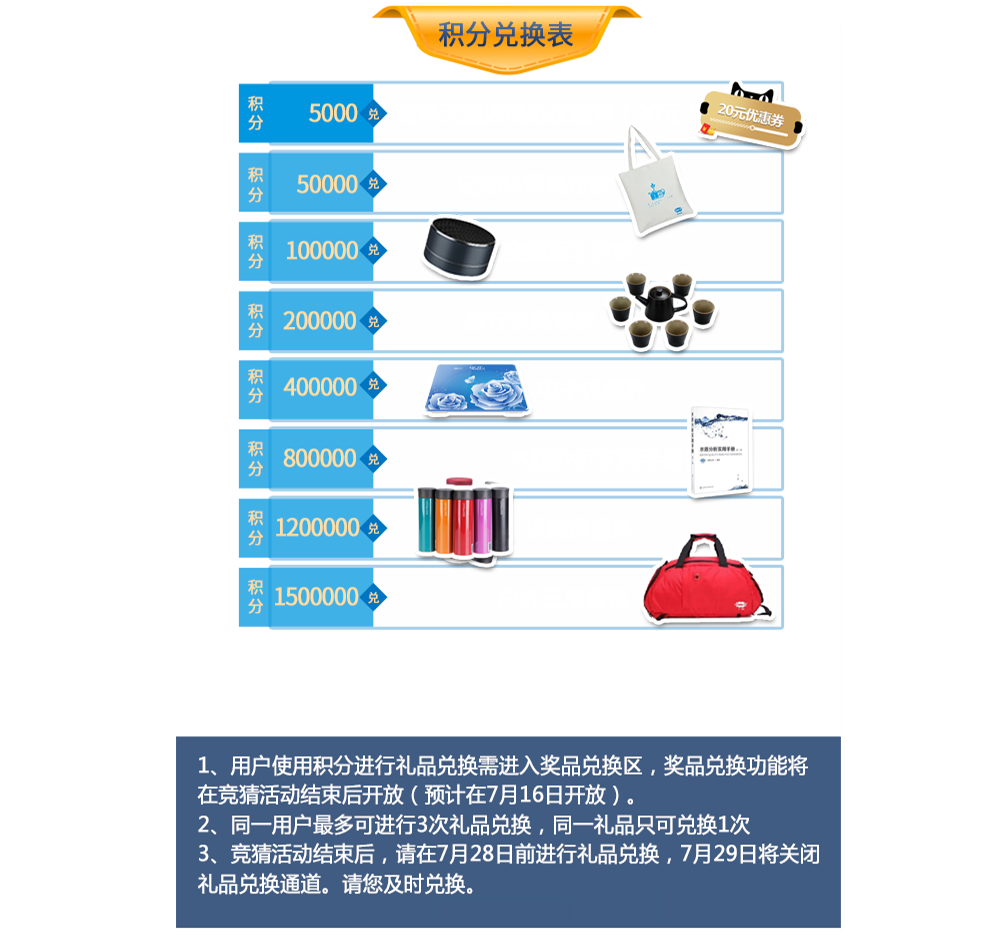 积分兑换表
积分 5000 兑
20元优惠券
积分 50000 兑
积分 100000 兑
积分 200000 兑
积分 400000 兑
积分 800000 兑
水质分析实用手册
积分 1200000 兑
积分 1500000 兑
1、用户使用积分进行礼品兑换需进入奖品兑换区，奖品兑换功能将
在竞猜活动结束后开放（预计在7月16日开放）。
2、同一用户最多可进行3次礼品兑换，同一礼品只可兑换1次
3、竞猜活动结束后，请在7月28日前进行礼品兑换，7月29日将关闭
礼品兑换通道。请您及时兑换。